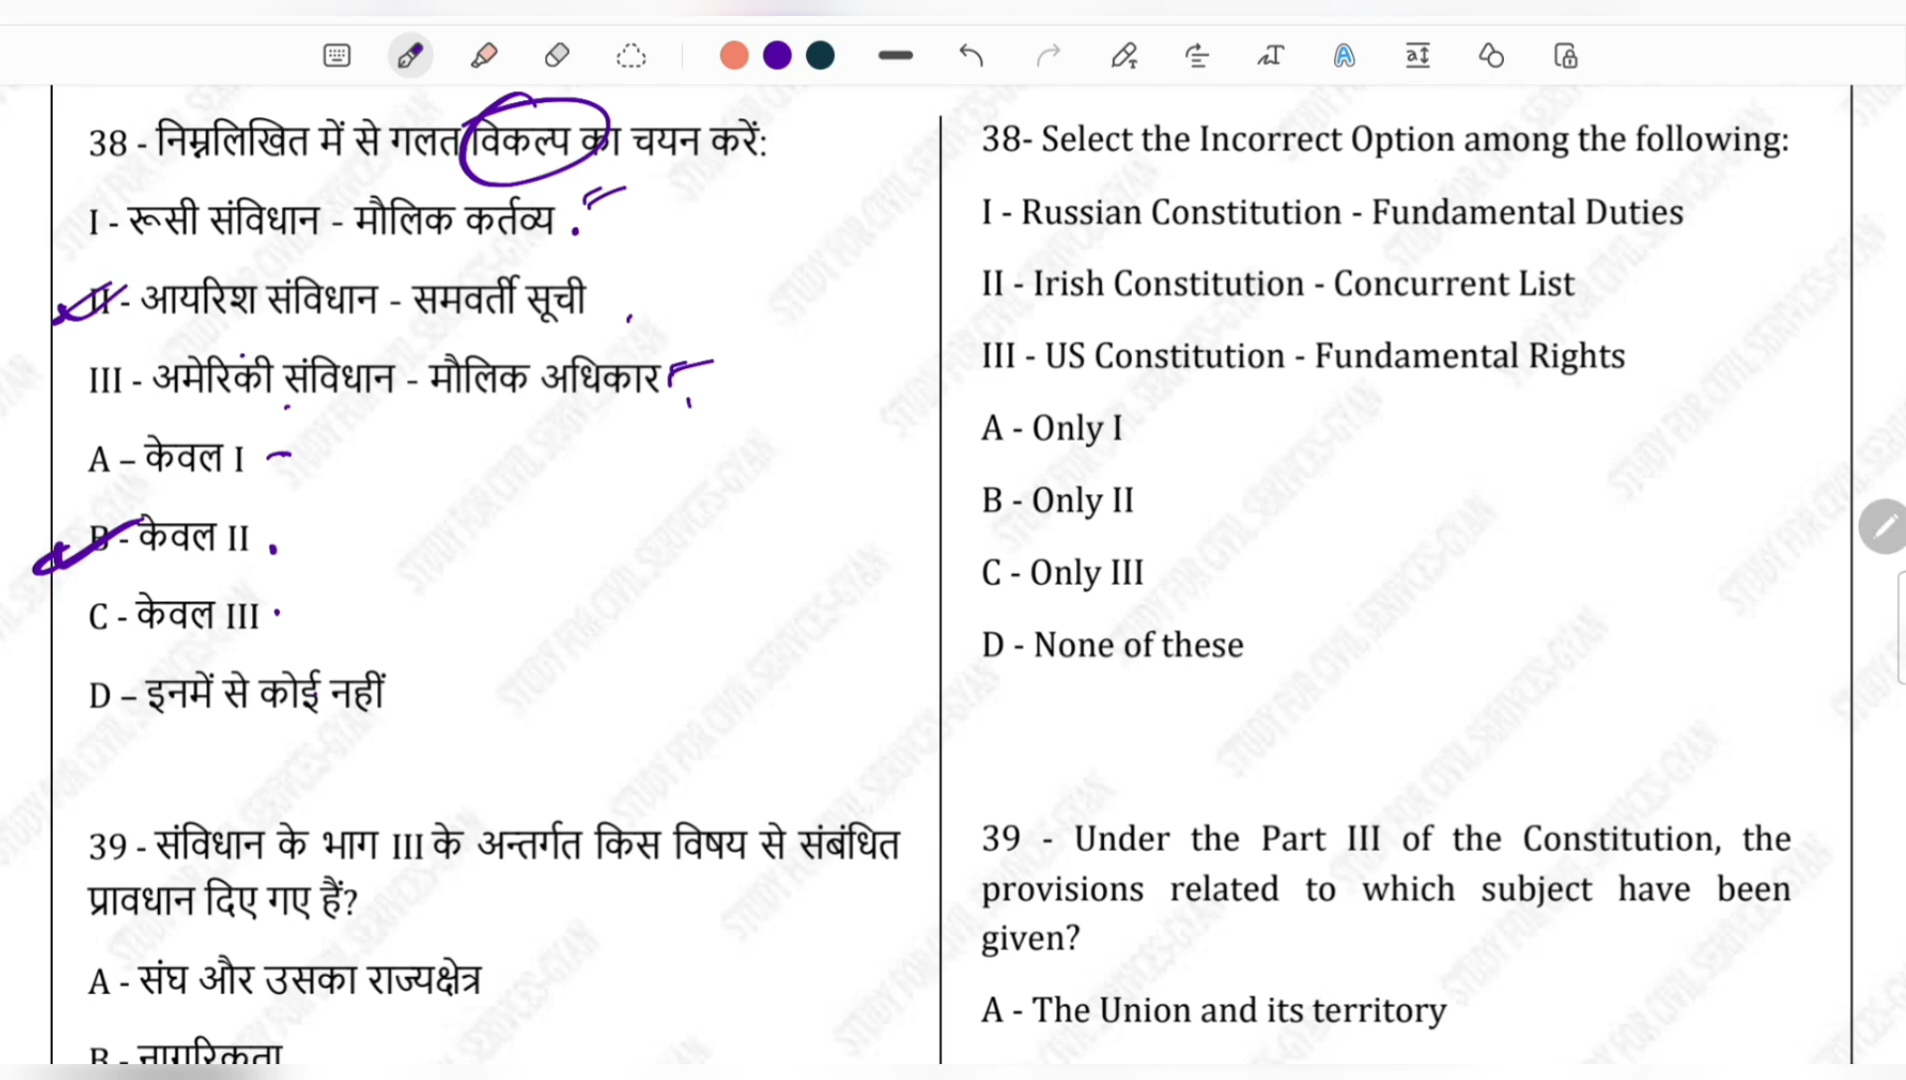 38 - निम्नलिखित में से गलत विकल्प का चयन करें:
I - रूसी संविधान - मौलिक कर्तव्य
II - आयरिश संविधान - समवर्ती सूची
III - अमेरिकी संविधान - मौलिक अधिकार
A – केवल I
B - केवल II
C - केवल III
D – इनमें से कोई नहीं
39 - संविधान के भाग III के अन्तर्गत किस विषय से संबंधित
प्रावधान दिए गए हैं?
A - संघ और उसका राज्यक्षेत्र
B - नागरिकता
38- Select the Incorrect Option among the following:
I - Russian Constitution - Fundamental Duties
II - Irish Constitution - Concurrent List
III - US Constitution - Fundamental Rights
A - Only I
B - Only II
C - Only III
D - None of these
39 - Under the Part III of the Constitution, the
provisions related to which subject have been
given?
A - The Union and its territory